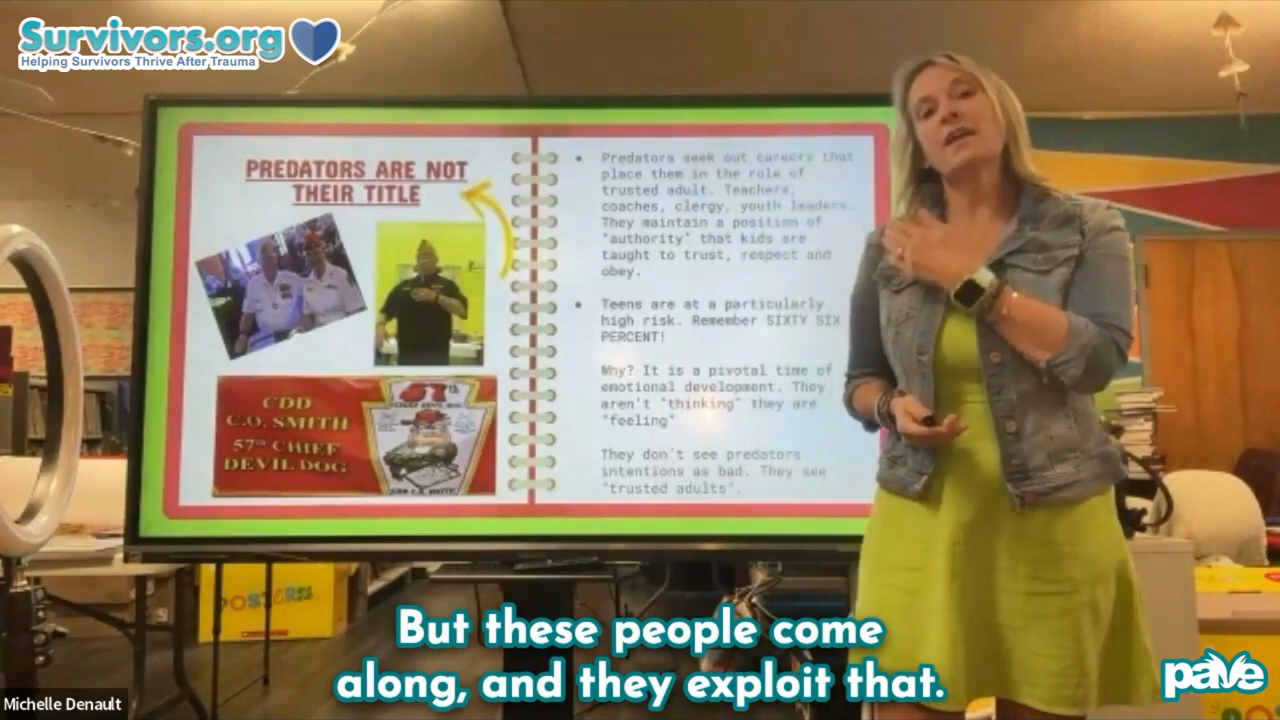 Survivors.org
Helping Survivors Thrive After Trauma
PREDATORS ARE NOT
THEIR TITLE
CDD
C.O. SMITH
57th CHIEF
DEVIL DOG
57th
• Predators seek out careers that
place them in the role of
trusted adult. Teachers,
coaches, clergy, youth leaders.
They maintain a position of
"authority" that kids are
taught to trust, respect and
obey.
• Teens are at a particularly
high risk. Remember SIXTY SIX
PERCENT!
Why? It is a pivotal time of
emotional development. They
aren't "thinking" they are
"feeling"
They don't see predators
intentions as bad. They see
"trusted adults".
But these people come
along, and they exploit that.
Michelle Denault
pave